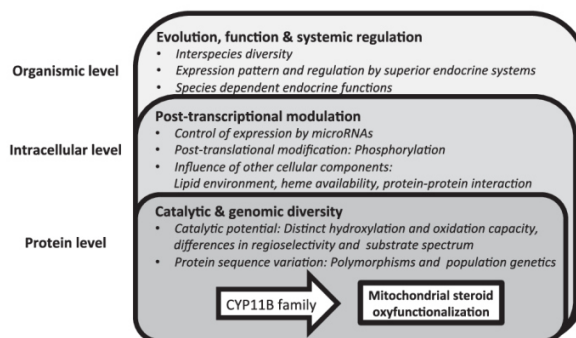 Evolution, function & systemic regulation
• Interspecies diversity
Organismic level
• Expression pattern and regulation by superior endocrine systems
• Species dependent endocrine functions
Post-transcriptional modulation
• Control of expression by microRNAs
Intracellular level
• Post-translational modification: Phosphorylation
• Influence of other cellular components:
Lipid environment, heme availability, protein-protein interaction
Catalytic & genomic diversity
• Catalytic potential: Distinct hydroxylation and oxidation capacity,
Protein level
differences in regioselectivity and substrate spectrum
• Protein sequence variation: Polymorphisms and population genetics
CYP11B family
Mitochondrial steroid
oxyfunctionalization